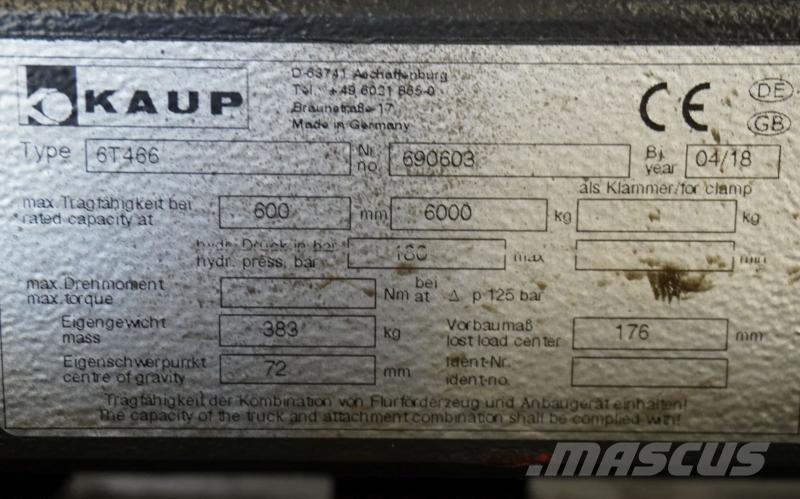 KAUP
D-63741 Aschaffenburg
Tel.: +49 6021 865-0
Braunstraße 17
Made in Germany
CE
DE
GB
Type 6T466 Nr. no. 690603 Bj. year 04/18
als Klammer/for clamp
max. Tragfähigkeit bei
rated capacity at 600 mm 6000 kg kg
hydr. Druck in bar
hydr. press. bar max
max. Drehmoment
max. torque Nm bei at Δ p 125 bar
Eigengewicht
mass 383 kg
Vorbaumaß
lost load center 176 mm
Eigenschwerpunkt
centre of gravity 72 mm
Ident-Nr.
ident-no.
Tragfähigkeit der Kombination von Flurförderzeug und Anbaugerät einhalten!
The capacity of the truck and attachment combination shall be complied with!
MASCUS